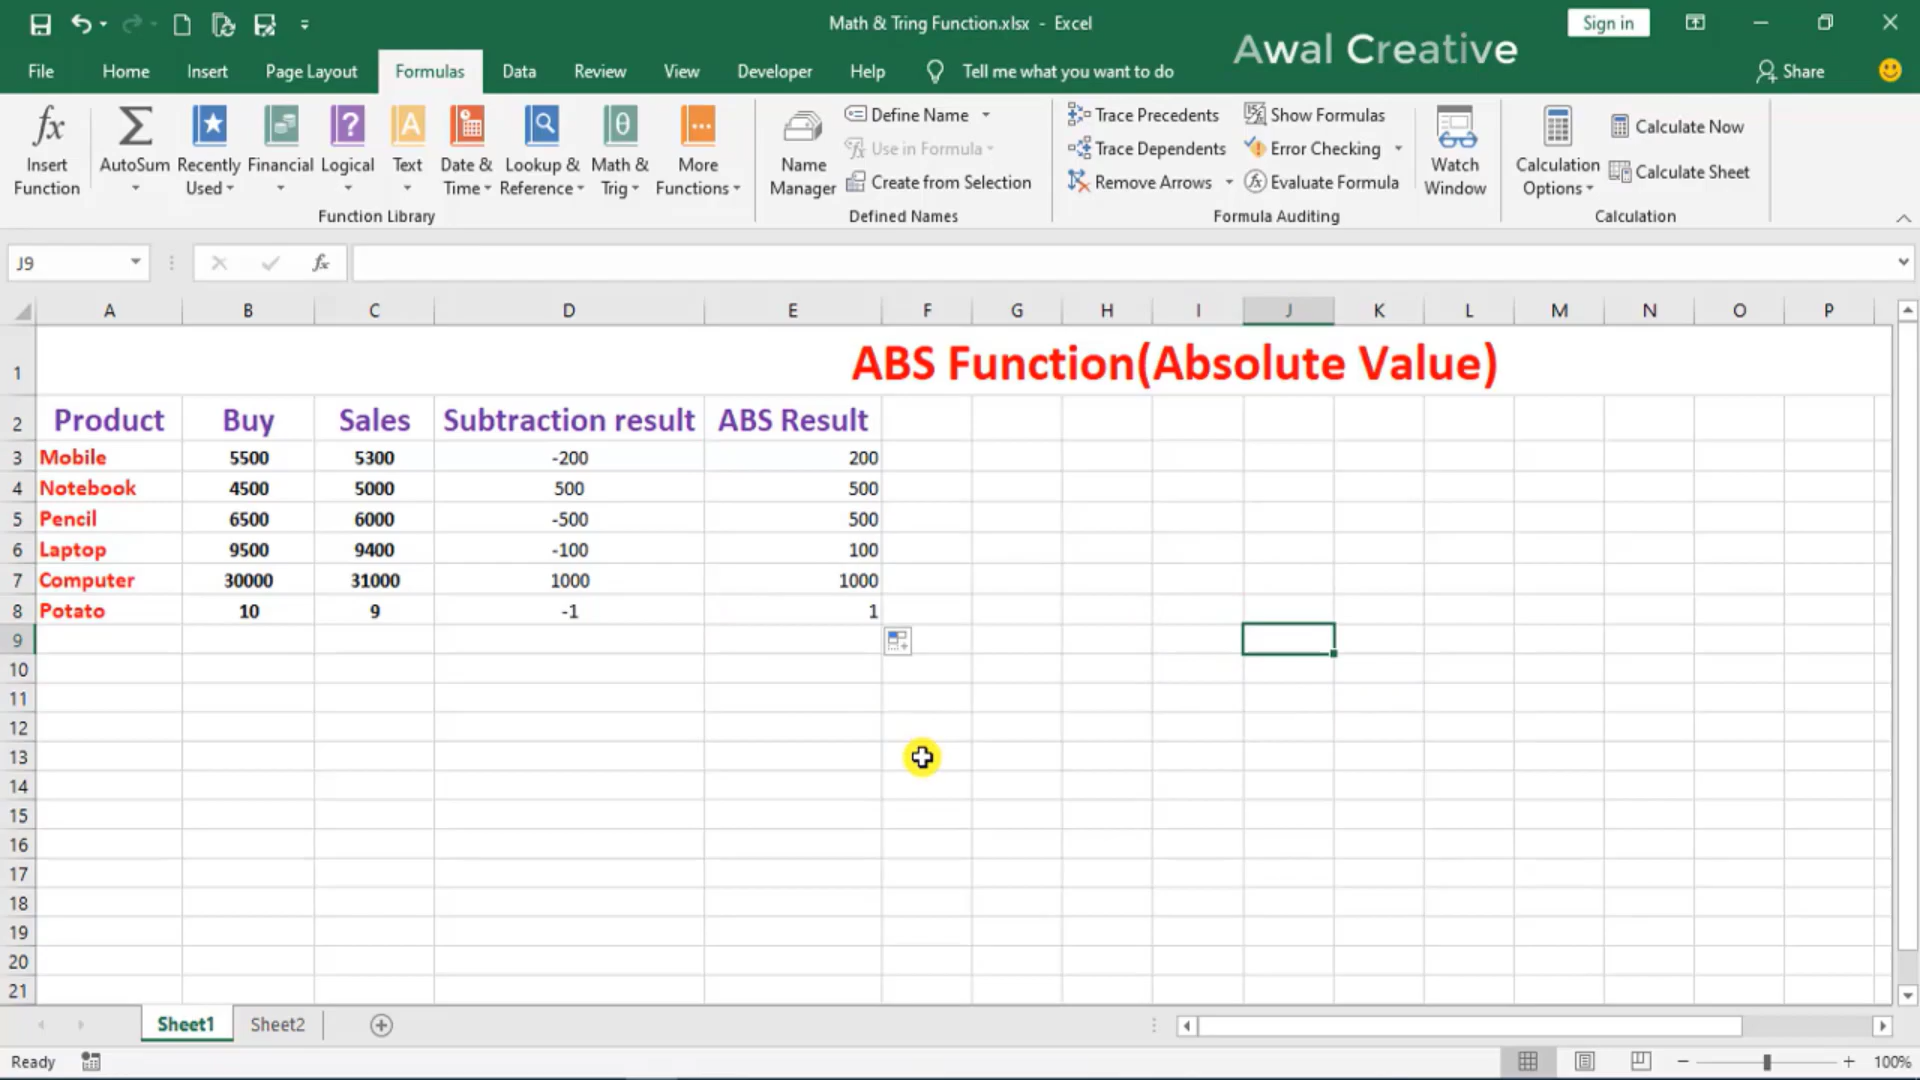 Math & Tring Function.xlsx - Excel
Sign in
Awal Creative
File Home Insert Page Layout Formulas Data Review View Developer Help Tell me what you want to do
Share
fx
Insert Function
AutoSum
Recently Used
Financial
Logical
Text
Date & Time
Lookup & Reference
Math & Trig
More Functions
Function Library
Name Manager
Define Name
Use in Formula
Create from Selection
Defined Names
Trace Precedents
Trace Dependents
Remove Arrows
Show Formulas
Error Checking
Evaluate Formula
Formula Auditing
Watch Window
Calculation Options
Calculate Now
Calculate Sheet
Calculation
J9 fx
A B C D E F G H I J K L M N O P
1 ABS Function(Absolute Value)
2 Product Buy Sales Subtraction result ABS Result
3 Mobile 5500 5300 -200 200
4 Notebook 4500 5000 500 500
5 Pencil 6500 6000 -500 500
6 Laptop 9500 9400 -100 100
7 Computer 30000 31000 1000 1000
8 Potato 10 9 -1 1
9
10
11
12
13
14
15
16
17
18
19
20
21
Sheet1 Sheet2
Ready 100%